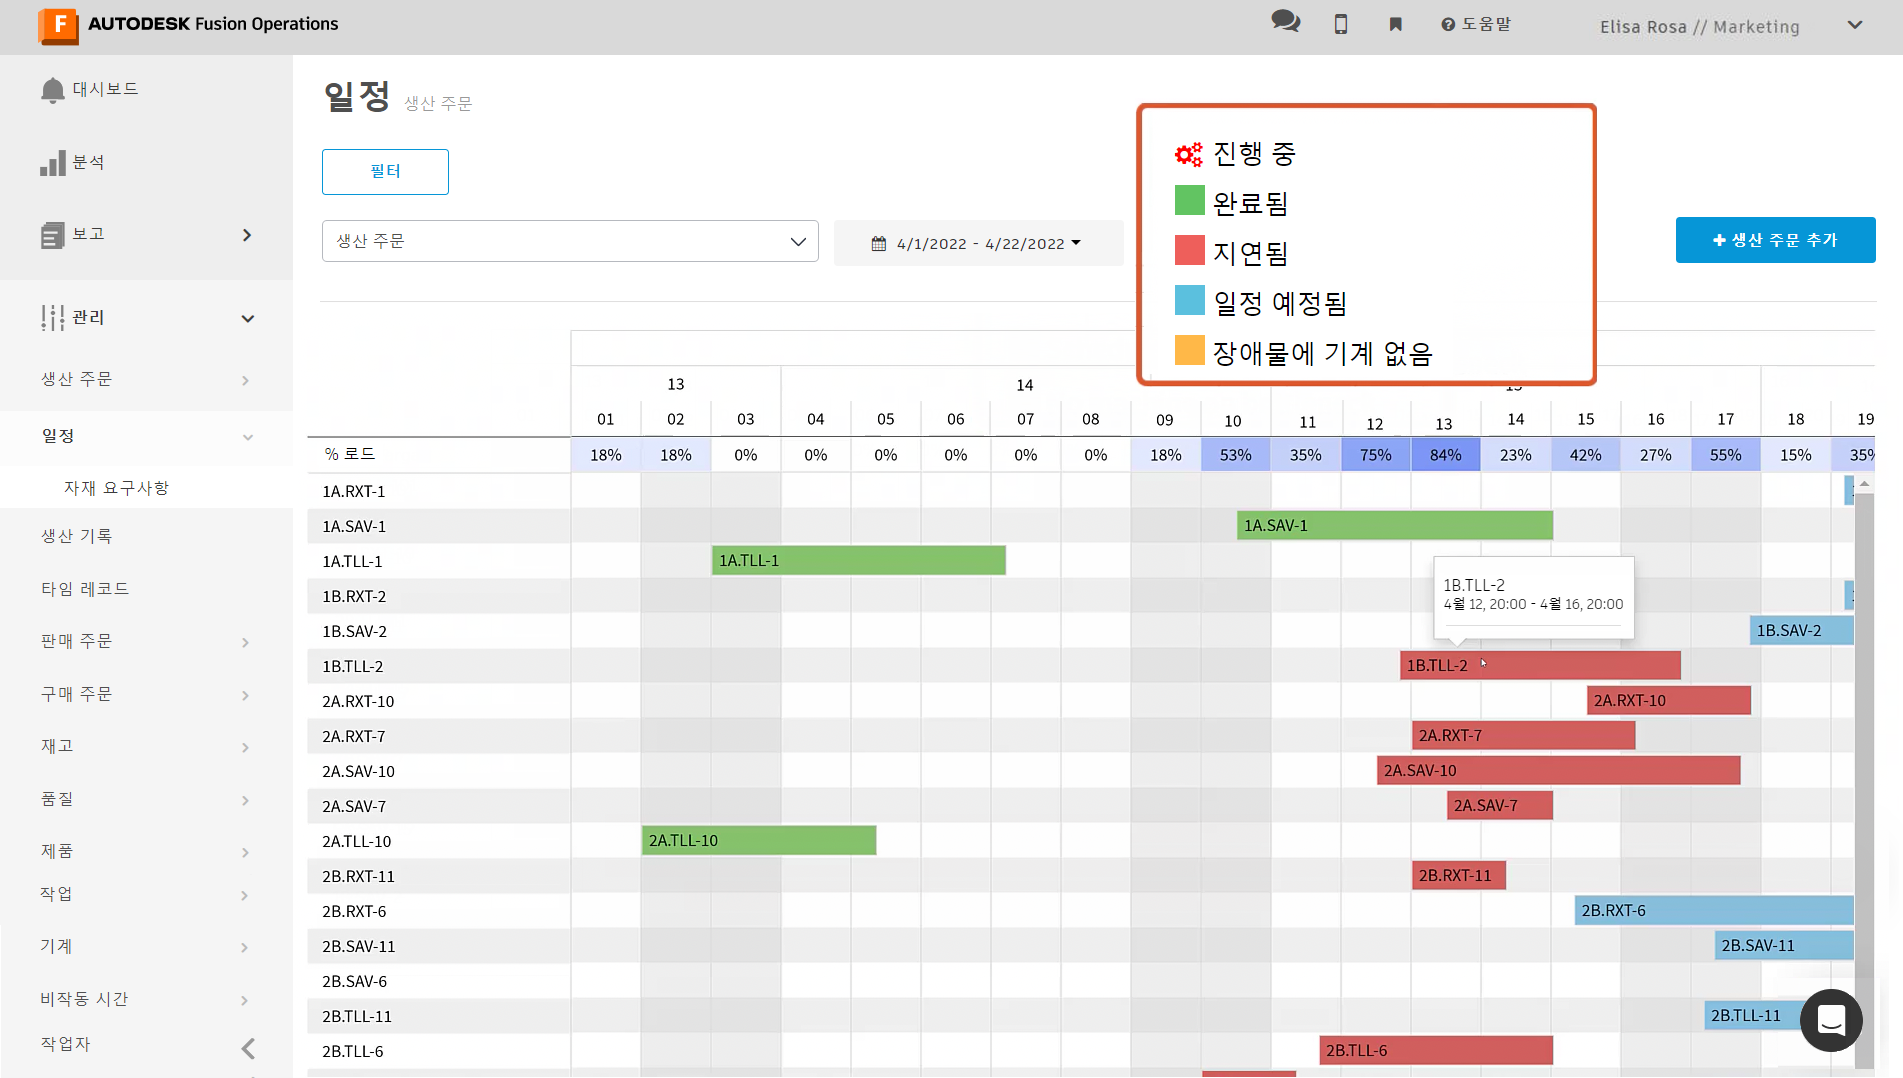 F AUTODESK Fusion Operations
도움말
Elisa Rosa // Marketing
대시보드
분석
보고
관리
생산 주문
일정
자재 요구사항
생산 기록
타임 레코드
판매 주문
구매 주문
재고
품질
제품
작업
기계
비작동 시간
작업자
일정 생산 주문
필터
생산 주문
4/1/2022 - 4/22/2022
생산 주문 추가
진행 중
완료됨
지연됨
일정 예정됨
장애물에 기계 없음
13 14
01 02 03 04 05 06 07 08 09 10 11 12 13 14 15 16 17 18 19
% 로드 18% 18% 0% 0% 0% 0% 0% 0% 18% 53% 35% 75% 84% 23% 42% 27% 55% 15% 35%
1A.RXT-1
1A.SAV-1 1A.SAV-1
1A.TLL-1 1A.TLL-1
1B.TLL-2
4월 12, 20:00 - 4월 16, 20:00
1B.RXT-2
1B.SAV-2 1B.SAV-2
1B.TLL-2 1B.TLL-2
2A.RXT-10 2A.RXT-10
2A.RXT-7 2A.RXT-7
2A.SAV-10 2A.SAV-10
2A.SAV-7 2A.SAV-7
2A.TLL-10 2A.TLL-10
2B.RXT-11 2B.RXT-11
2B.RXT-6 2B.RXT-6
2B.SAV-11 2B.SAV-11
2B.SAV-6
2B.TLL-11 2B.TLL-11
2B.TLL-6 2B.TLL-6